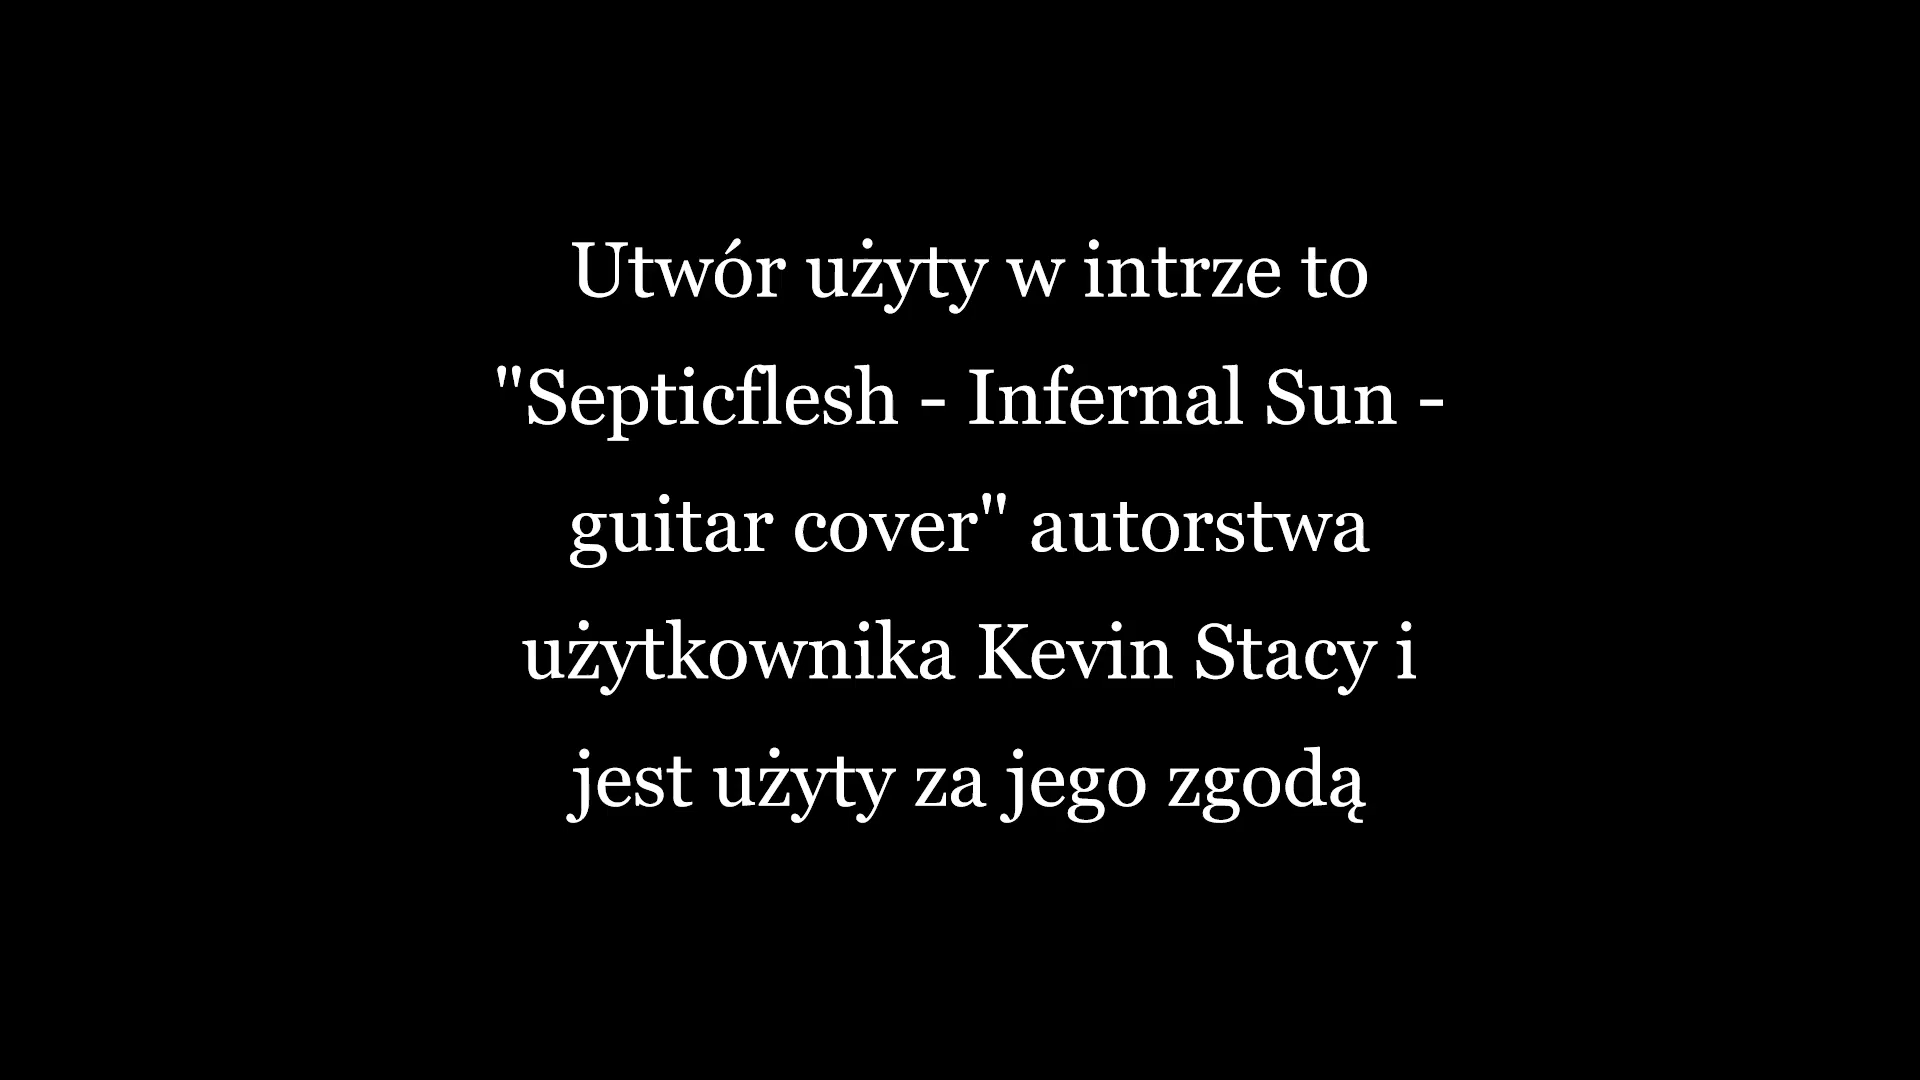 Utwór użyty w intrze to
"Septicflesh - Infernal Sun -
guitar cover" autorstwa
użytkownika Kevin Stacy i
jest użyty za jego zgodą